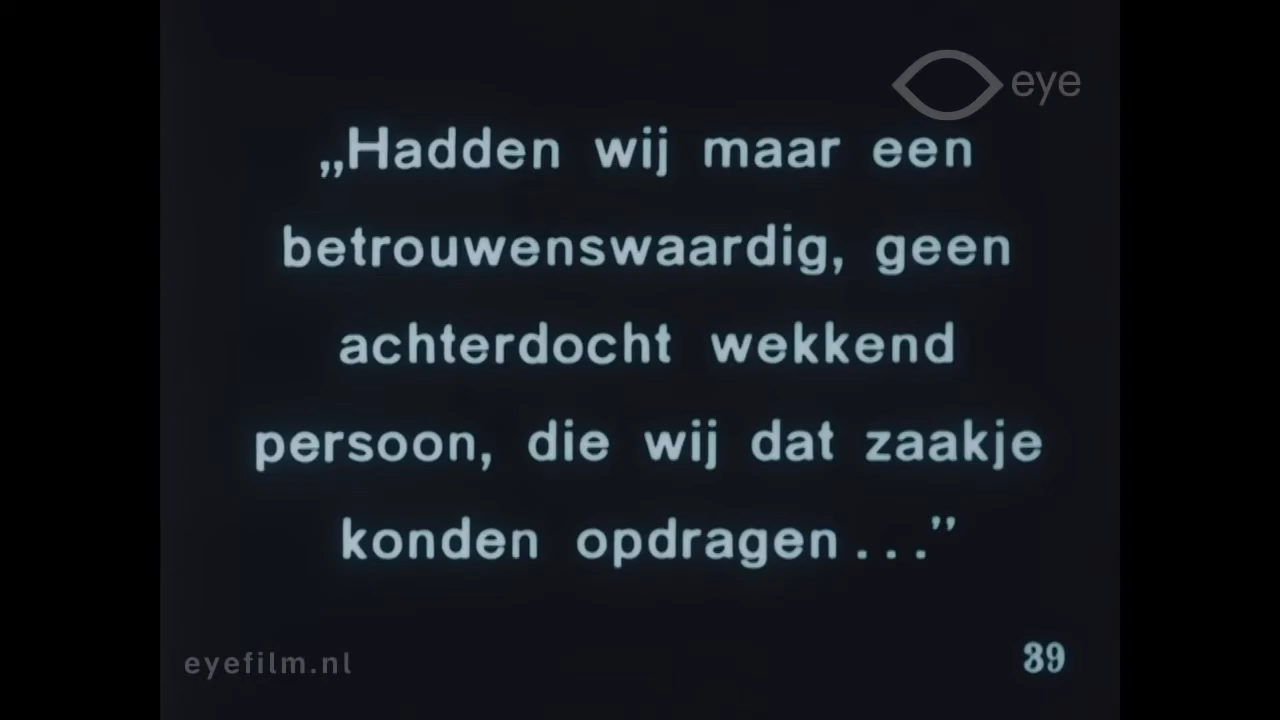 eye
„Hadden wij maar een
betrouwenswaardig, geen
achterdocht wekkend
persoon, die wij dat zaakje
konden opdragen...”
eyefilm.nl
39